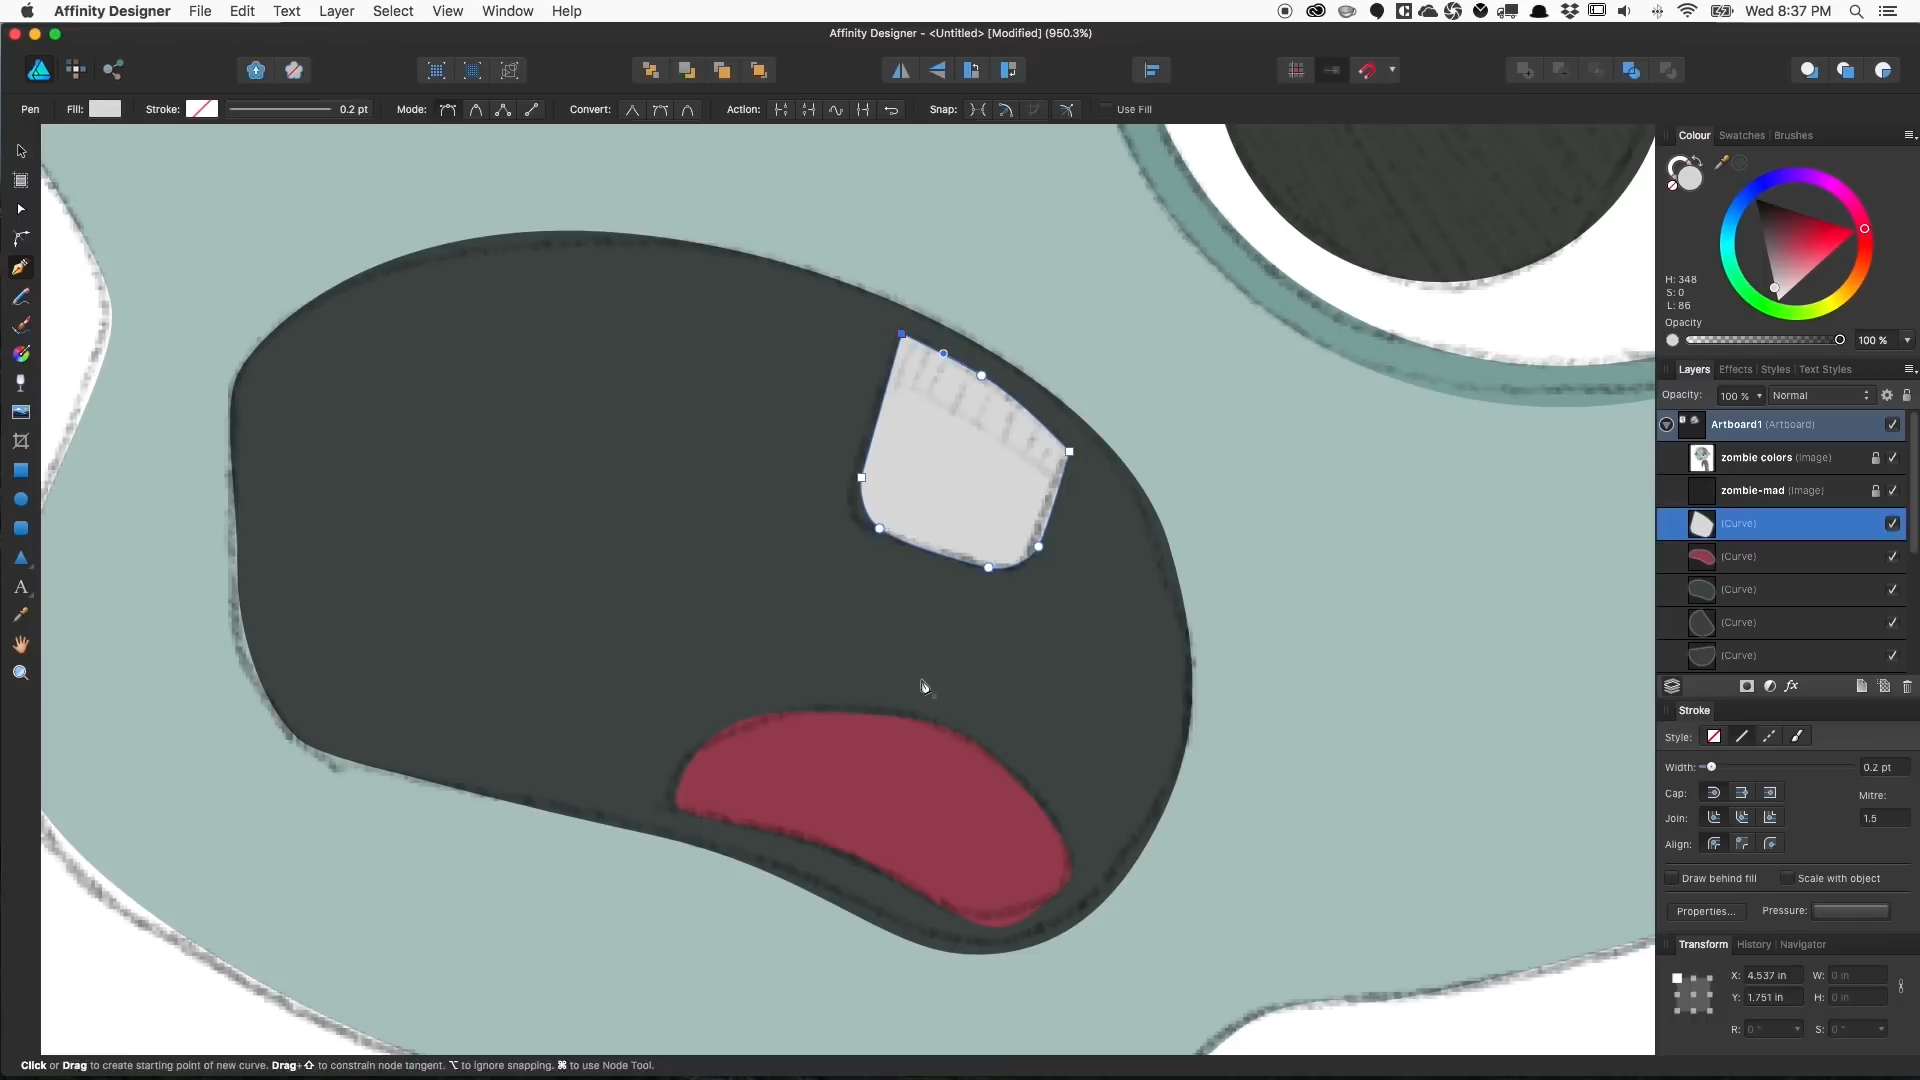 Affinity Designer File Edit Text Layer Select View Window Help Wed 8:37 PM
Affinity Designer - <Untitled> [Modified] (950.3%)
Pen Fill: Stroke: 0.2 pt Mode: Convert: Action: Snap: Use Fill
Colour Swatches Brushes
H: 348
S: 0
L: 86
Opacity
100 %
Layers Effects Styles Text Styles
Opacity: 100 % Normal
Artboard1 (Artboard)
zombie colors (Image)
zombie-mad (Image)
(Curve)
(Curve)
(Curve)
(Curve)
(Curve)
fx
Stroke
Style:
Width: 0.2 pt
Cap: Mitre:
Join: 1.5
Align:
Draw behind fill Scale with object
Properties... Pressure:
Transform History Navigator
X: 4.537 in W: 0 in
Y: 1.751 in H: 0 in
R: 0 ° S: 0 °
A
Click or Drag to create starting point of new curve. Drag+⇧ to constrain node tangent. ⌥ to ignore snapping. ⌘ to use Node Tool.